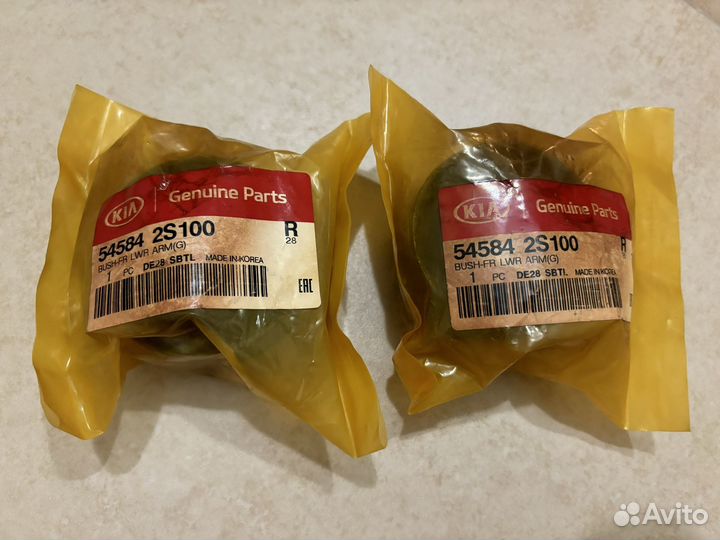 KIA Genuine Parts
54584 2S100 R
28
BUSH-FR LWR ARM(G)
1 PC DE28 SBTL MADE IN KOREA
EAC
KIA Genuine Parts
54584 2S100 R
BUSH-FR LWR ARM(G)
1 PC DE28 SBTL MADE IN KOREA
Avito